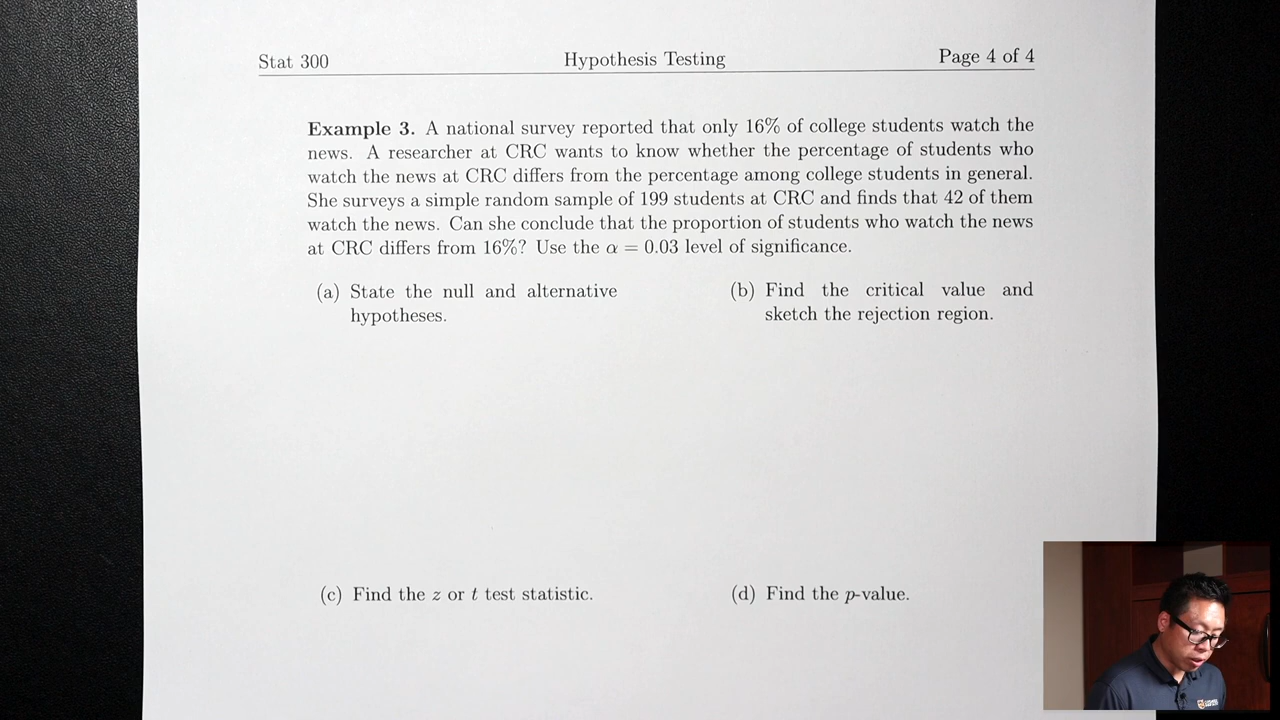 Stat 300 Hypothesis Testing Page 4 of 4
Example 3. A national survey reported that only 16% of college students watch the
news. A researcher at CRC wants to know whether the percentage of students who
watch the news at CRC differs from the percentage among college students in general.
She surveys a simple random sample of 199 students at CRC and finds that 42 of them
watch the news. Can she conclude that the proportion of students who watch the news
at CRC differs from 16%? Use the α = 0.03 level of significance.
(a) State the null and alternative
hypotheses.
(b) Find the critical value and
sketch the rejection region.
(c) Find the z or t test statistic.
(d) Find the p-value.